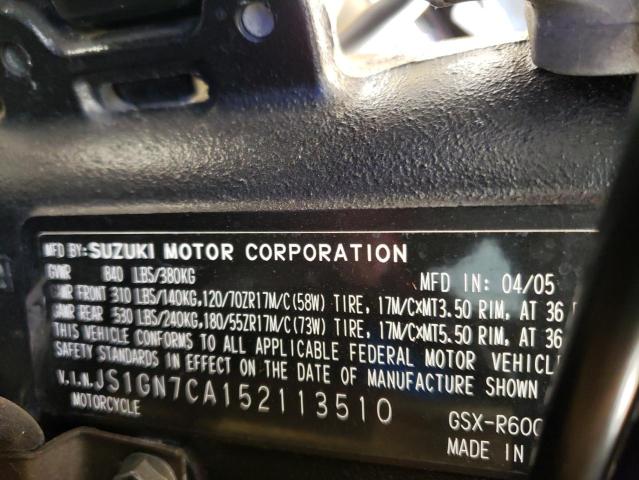 MFD BY: SUZUKI MOTOR CORPORATION
GVWR 840 LBS/380KG MFD IN: 04/05
FRONT 310 LBS/140KG, 120/70ZR17M/C(58W) TIRE, 17M/C×MT3.50 RIM, AT 36
REAR 530 LBS/240KG, 180/55ZR17M/C(73W) TIRE, 17M/C×MT5.50 RIM, AT 36
THIS VEHICLE CONFORMS TO ALL APPLICABLE FEDERAL MOTOR
SAFETY STANDARDS IN EFFECT ON THE DATE OF MANUFACTURE SHOWN
V.I.N. JS1GN7CA152113510
MOTORCYCLE GSX-R600
MADE IN